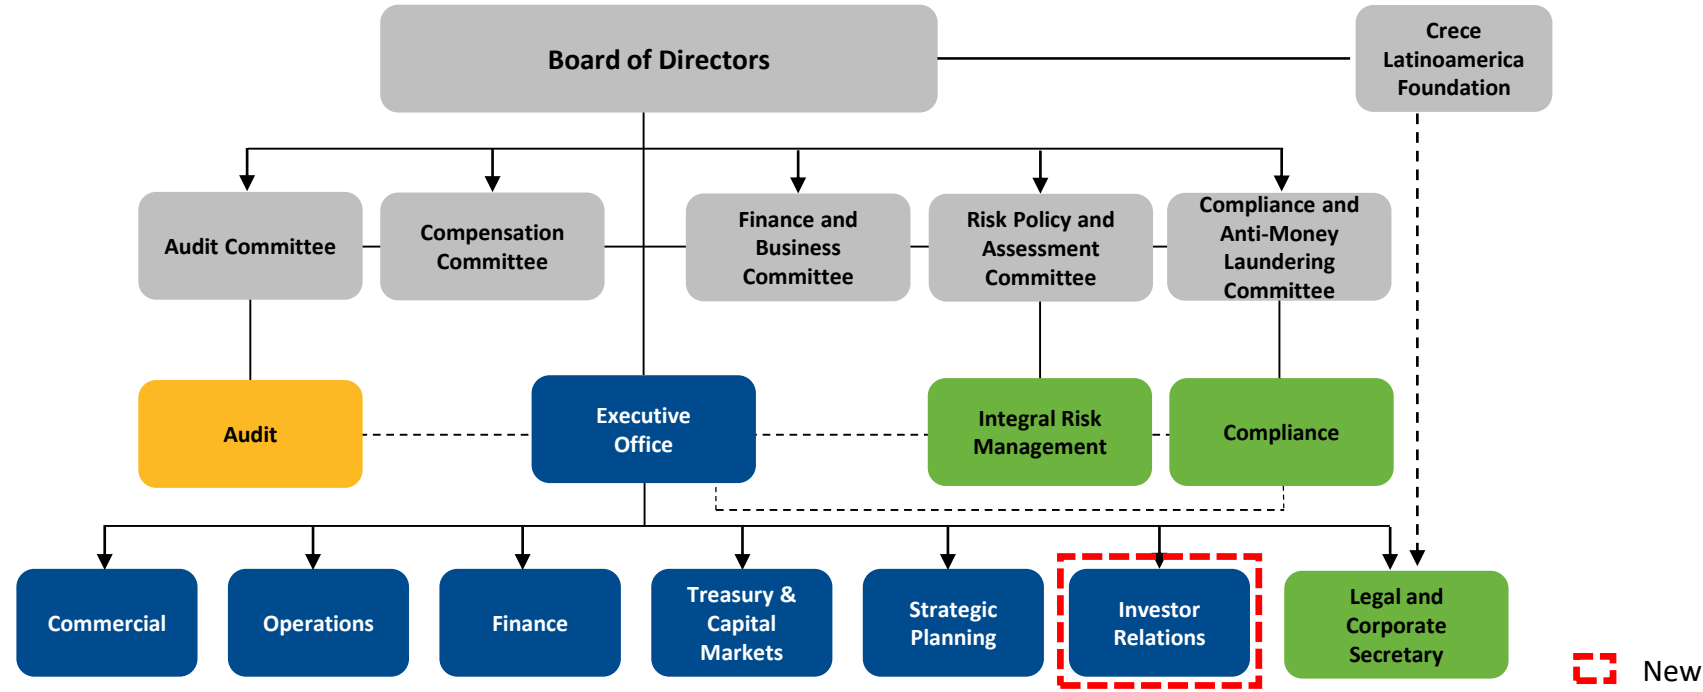 Board of Directors
Crece
Latinoamerica
Foundation
Audit Committee
Compensation
Committee
Finance and
Business
Committee
Risk Policy and
Assessment
Committee
Compliance and
Anti-Money
Laundering
Committee
Audit
Executive
Office
Integral Risk
Management
Compliance
Commercial
Operations
Finance
Treasury &
Capital
Markets
Strategic
Planning
Investor
Relations
Legal and
Corporate
Secretary
New